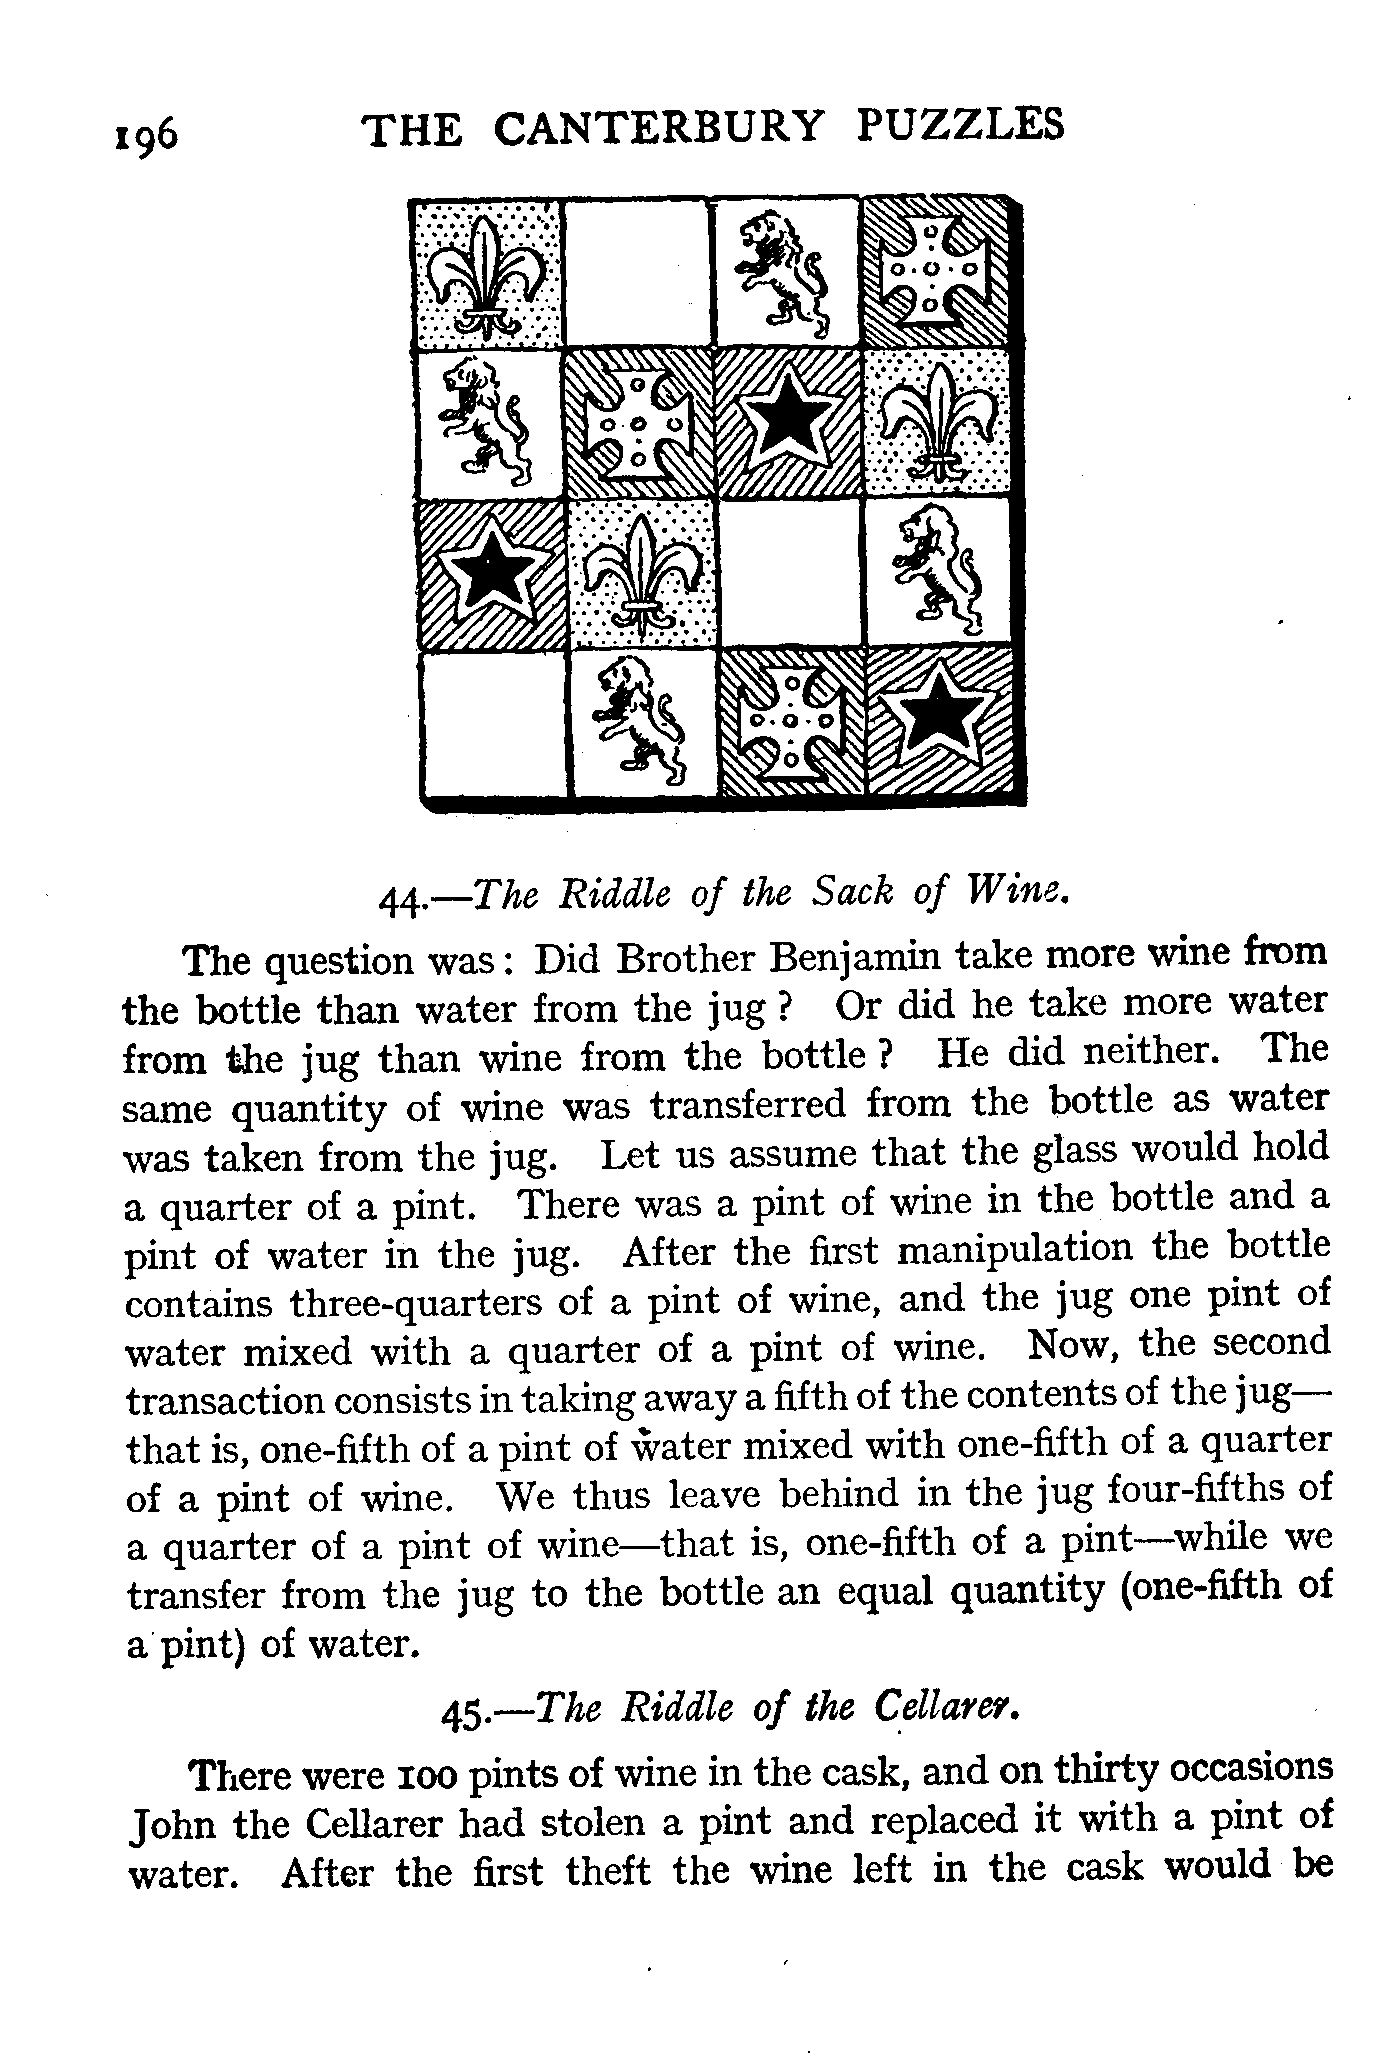 196 THE CANTERBURY PUZZLES
44.—The Riddle of the Sack of Wine.
The question was: Did Brother Benjamin take more wine from
the bottle than water from the jug? Or did he take more water
from the jug than wine from the bottle? He did neither. The
same quantity of wine was transferred from the bottle as water
was taken from the jug. Let us assume that the glass would hold
a quarter of a pint. There was a pint of wine in the bottle and a
pint of water in the jug. After the first manipulation the bottle
contains three-quarters of a pint of wine, and the jug one pint of
water mixed with a quarter of a pint of wine. Now, the second
transaction consists in taking away a fifth of the contents of the jug—
that is, one-fifth of a pint of water mixed with one-fifth of a quarter
of a pint of wine. We thus leave behind in the jug four-fifths of
a quarter of a pint of wine—that is, one-fifth of a pint—while we
transfer from the jug to the bottle an equal quantity (one-fifth of
a pint) of water.
45.—The Riddle of the Cellarer.
There were 100 pints of wine in the cask, and on thirty occasions
John the Cellarer had stolen a pint and replaced it with a pint of
water. After the first theft the wine left in the cask would be